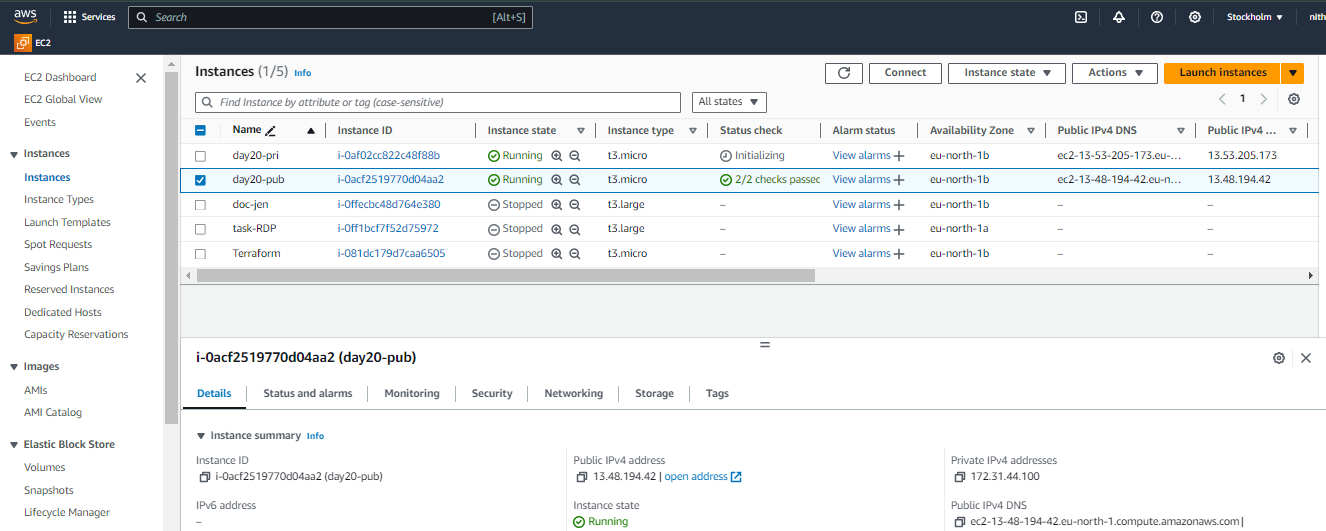 aws Services Search [Alt+S] Stockholm nith
EC2
EC2 Dashboard
EC2 Global View
Events
Instances
Instances
Instance Types
Launch Templates
Spot Requests
Savings Plans
Reserved Instances
Dedicated Hosts
Capacity Reservations
Images
AMIs
AMI Catalog
Elastic Block Store
Volumes
Snapshots
Lifecycle Manager
Instances (1/5) Info Connect Instance state Actions Launch instances
Find Instance by attribute or tag (case-sensitive) All states 1
Name Instance ID Instance state Instance type Status check Alarm status Availability Zone Public IPv4 DNS Public IPv4 ...
day20-pri i-0af02cc822c48f88b Running t3.micro Initializing View alarms + eu-north-1b ec2-13-53-205-173.eu-... 13.53.205.173
day20-pub i-0acf2519770d04aa2 Running t3.micro 2/2 checks passed View alarms + eu-north-1b ec2-13-48-194-42.eu-n... 13.48.194.42
doc-jen i-0ffecbc48d764e380 Stopped t3.large – View alarms + eu-north-1b – –
task-RDP i-0ff1bcf7f52d75972 Stopped t3.large – View alarms + eu-north-1a – –
Terraform i-081dc179d7caa6505 Stopped t3.micro – View alarms + eu-north-1b – –
i-0acf2519770d04aa2 (day20-pub)
Details Status and alarms Monitoring Security Networking Storage Tags
Instance summary Info
Instance ID Public IPv4 address Private IPv4 addresses
i-0acf2519770d04aa2 (day20-pub) 13.48.194.42 | open address 172.31.44.100
IPv6 address Instance state Public IPv4 DNS
– Running ec2-13-48-194-42.eu-north-1.compute.amazonaws.com |